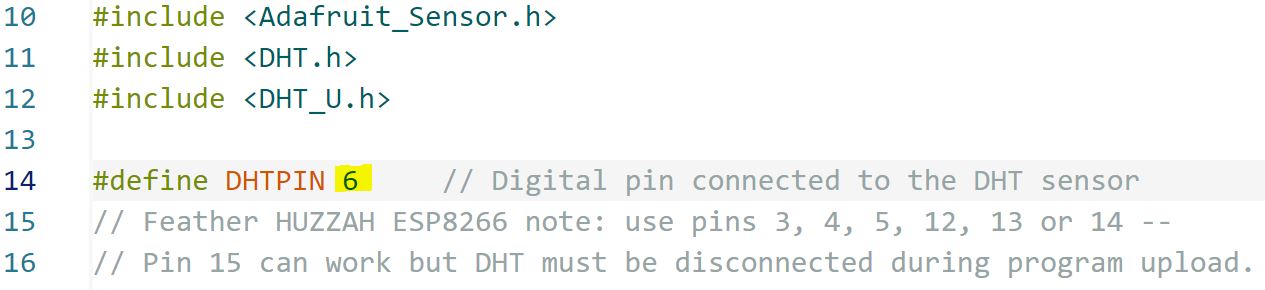 10 #include <Adafruit_Sensor.h>
11 #include <DHT.h>
12 #include <DHT_U.h>
13
14 #define DHTPIN 6 // Digital pin connected to the DHT sensor
15 // Feather HUZZAH ESP8266 note: use pins 3, 4, 5, 12, 13 or 14 --
16 // Pin 15 can work but DHT must be disconnected during program upload.